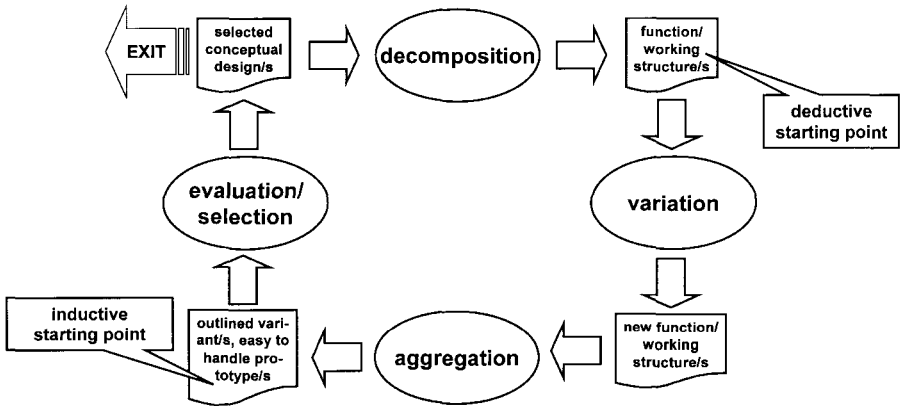 EXIT
selected
conceptual
design/s
decomposition
function/
working
structure/s
deductive
starting point
evaluation/
selection
variation
inductive
starting point
outlined vari-
ant/s, easy to
handle pro-
totype/s
aggregation
new function/
working
structure/s